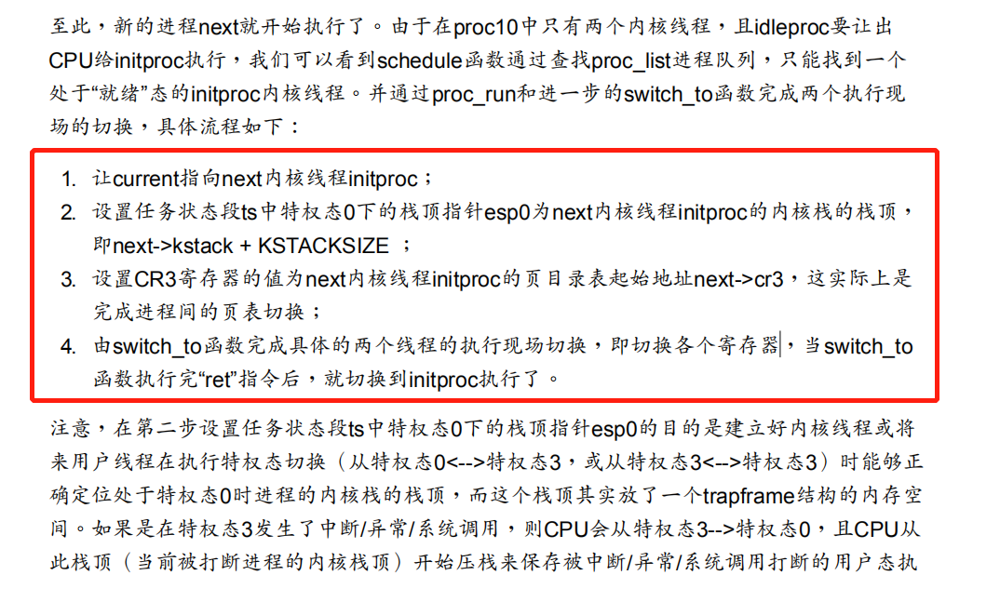 至此，新的进程next就开始执行了。由于在proc10中只有两个内核线程，且idleproc要让出
CPU给initproc执行，我们可以看到schedule函数通过查找proc_list进程队列，只能找到一个
处于“就绪”态的initproc内核线程。并通过proc_run和进一步的switch_to函数完成两个执行现
场的切换，具体流程如下：
1. 让current指向next内核线程initproc；
2. 设置任务状态段ts中特权态0下的栈顶指针esp0为next内核线程initproc的内核栈的栈顶，
即next->kstack + KSTACKSIZE ；
3. 设置CR3寄存器的值为next内核线程initproc的页目录表起始地址next->cr3，这实际上是
完成进程间的页表切换；
4. 由switch_to函数完成具体的两个线程的执行现场切换，即切换各个寄存器，当switch_to
函数执行完“ret”指令后，就切换到initproc执行了。
注意，在第二步设置任务状态段ts中特权态0下的栈顶指针esp0的目的是建立好内核线程或将
来用户线程在执行特权态切换（从特权态0<-->特权态3，或从特权态3<-->特权态3）时能够正
确定位处于特权态0时进程的内核栈的栈顶，而这个栈顶其实放了一个trapframe结构的内存空
间。如果是在特权态3发生了中断/异常/系统调用，则CPU会从特权态3-->特权态0，且CPU从
此栈顶（当前被打断进程的内核栈顶）开始压栈来保存被中断/异常/系统调用打断的用户态执